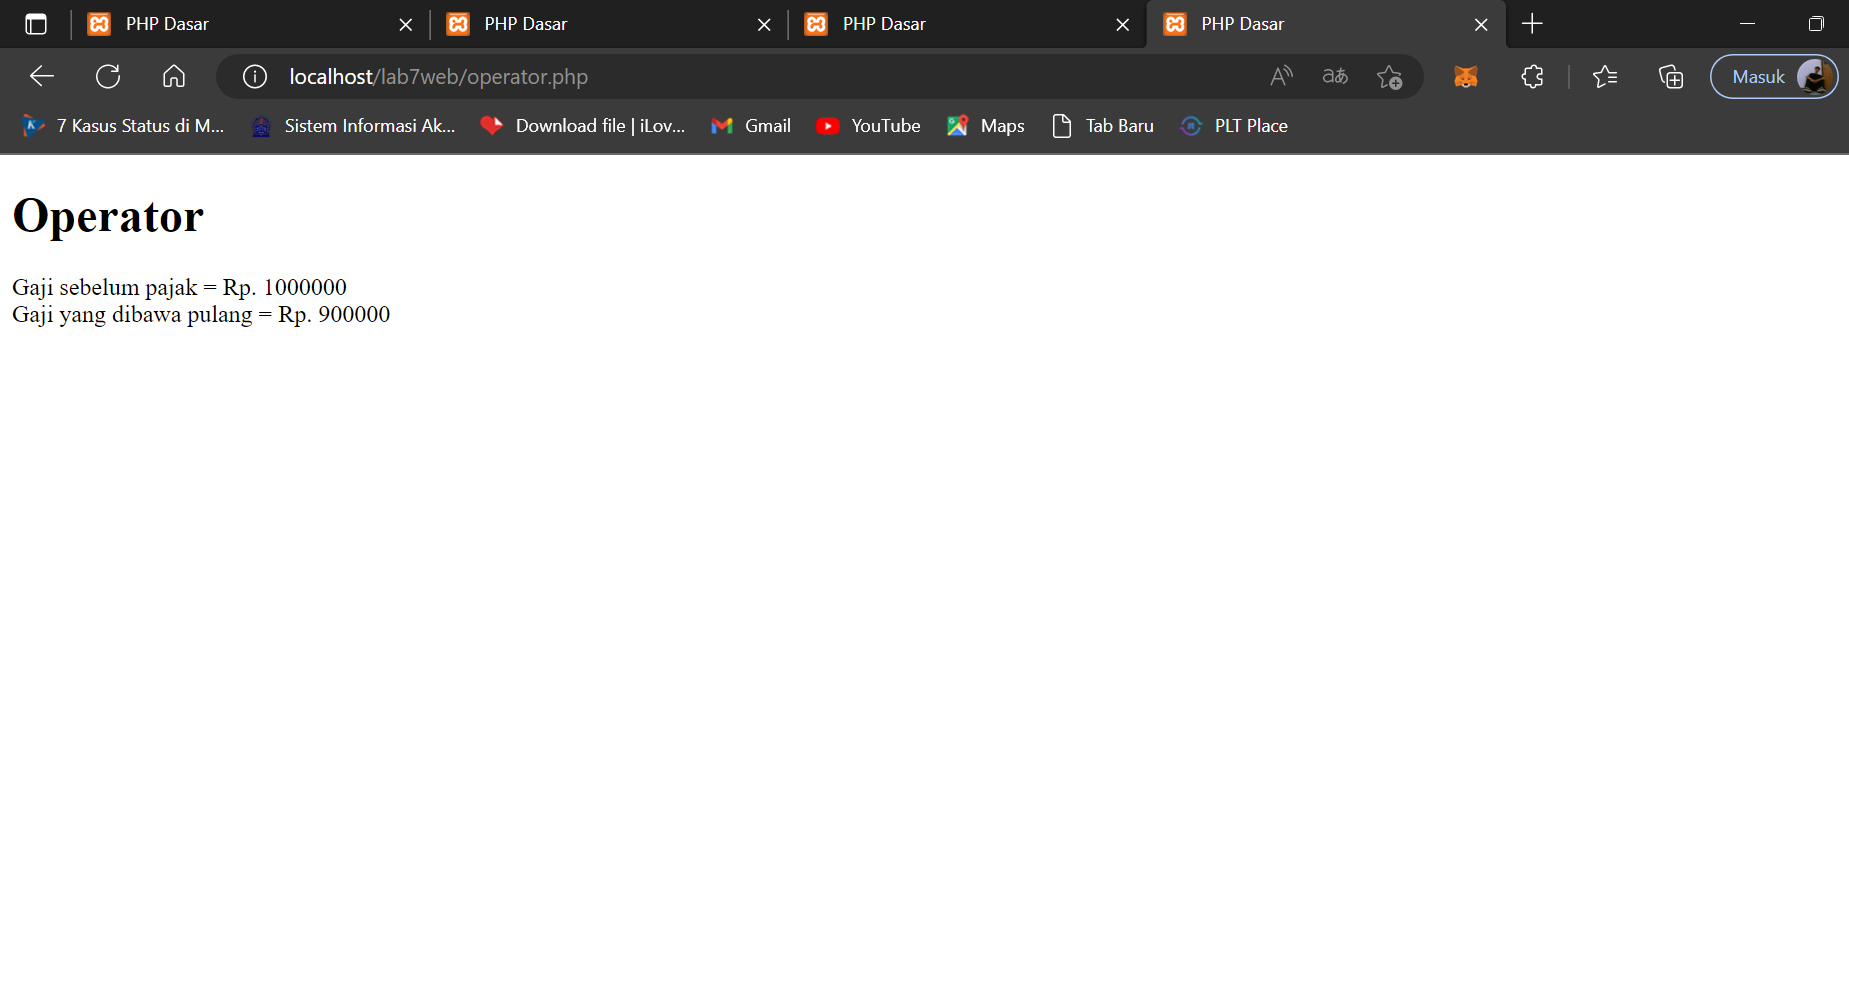 PHP Dasar
PHP Dasar
PHP Dasar
PHP Dasar
localhost/lab7web/operator.php
Masuk
7 Kasus Status di M...
Sistem Informasi Ak...
Download file | iLov...
Gmail
YouTube
Maps
Tab Baru
PLT Place
Operator
Gaji sebelum pajak = Rp. 1000000
Gaji yang dibawa pulang = Rp. 900000